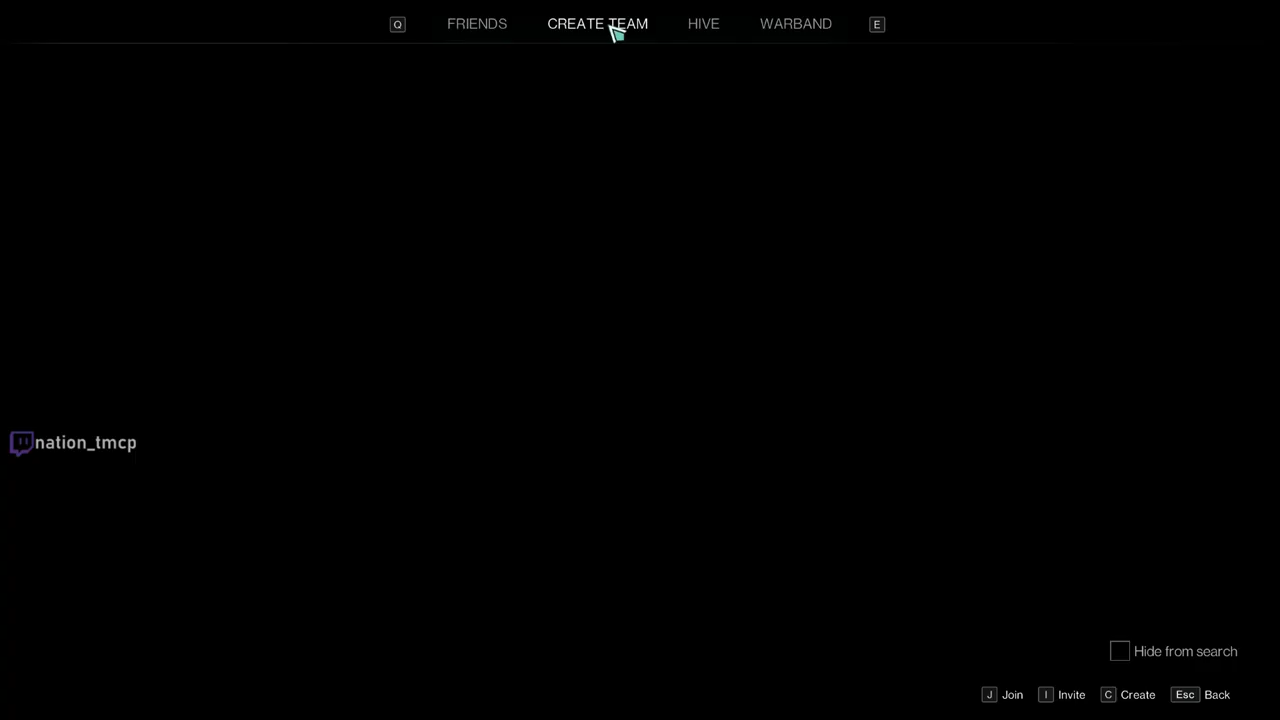 Q FRIENDS CREATE TEAM HIVE WARBAND E
nation_tmcp
Hide from search
J Join I Invite C Create Esc Back